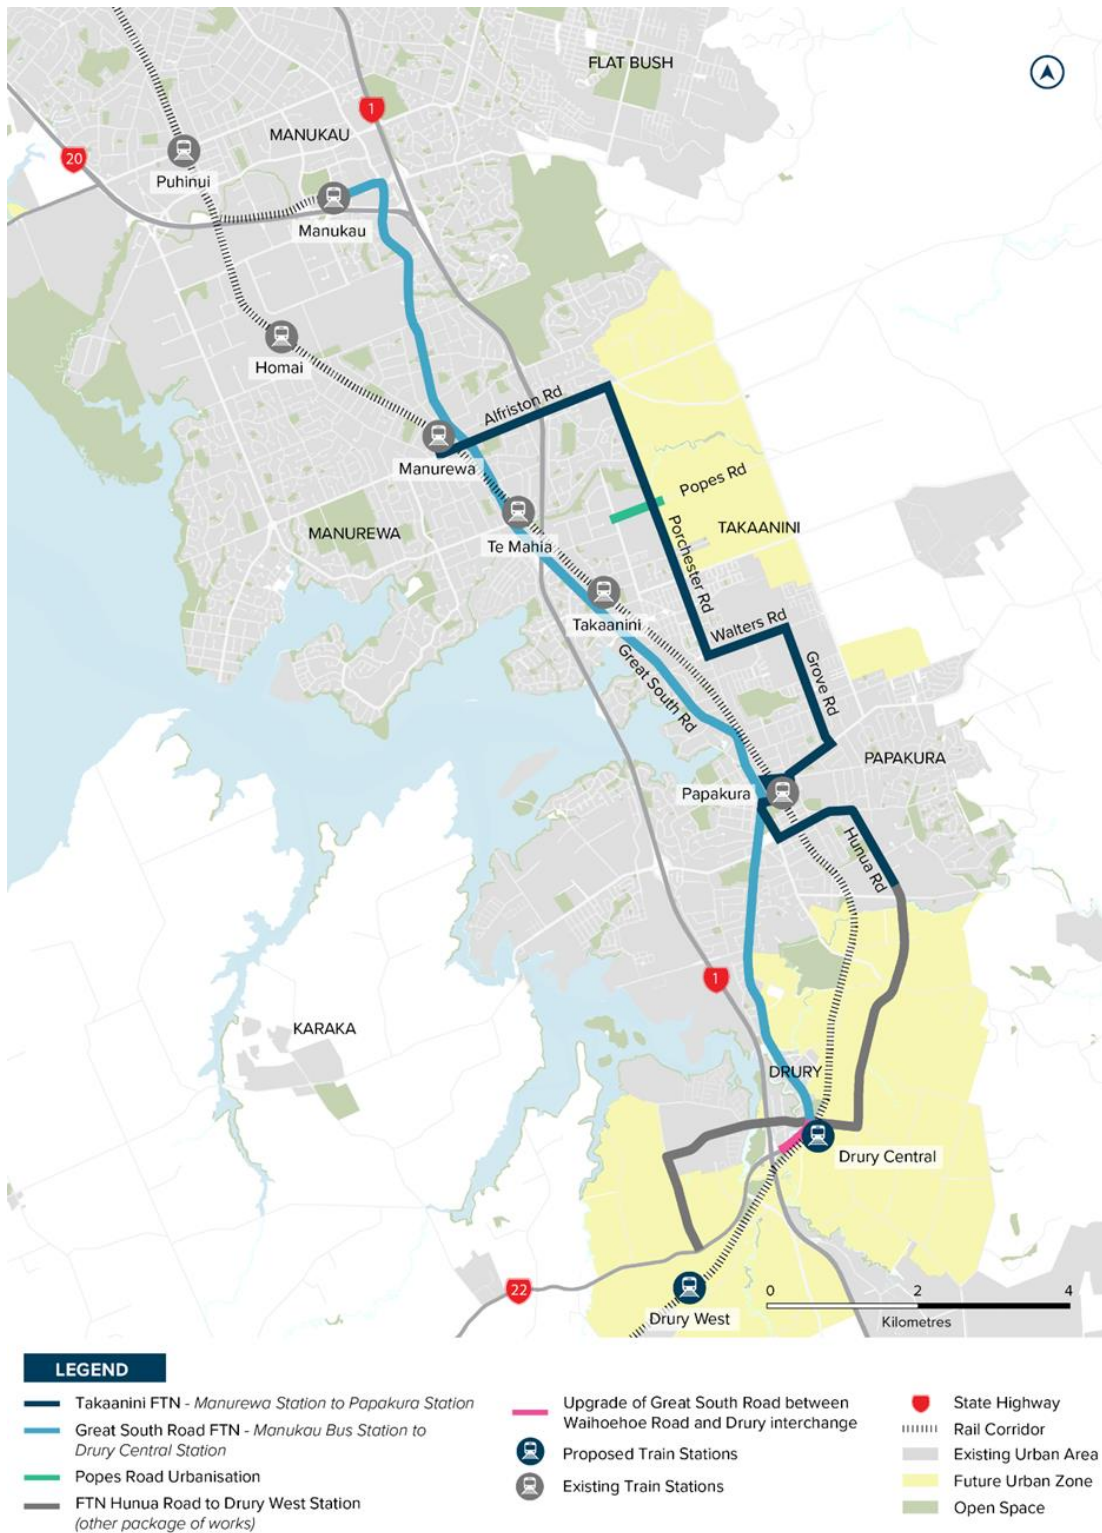 FLAT BUSH
1
MANUKAU
20
Puhinui
Manukau
Homai
Alfriston Rd
Manurewa
Popes Rd
MANUREWA
TAKAANINI
Te Mahia
Porchester Rd
Takaanini
Walters Rd
Great South Rd
Grove Rd
PAPAKURA
Papakura
Hunua Rd
1
KARAKA
DRURY
Drury Central
22
Drury West
0 2 4
Kilometres
LEGEND
Takaanini FTN - Manurewa Station to Papakura Station
Great South Road FTN - Manukau Bus Station to
Drury Central Station
Popes Road Urbanisation
FTN Hunua Road to Drury West Station
(other package of works)
Upgrade of Great South Road between
Waihoehoe Road and Drury interchange
Proposed Train Stations
Existing Train Stations
State Highway
Rail Corridor
Existing Urban Area
Future Urban Zone
Open Space